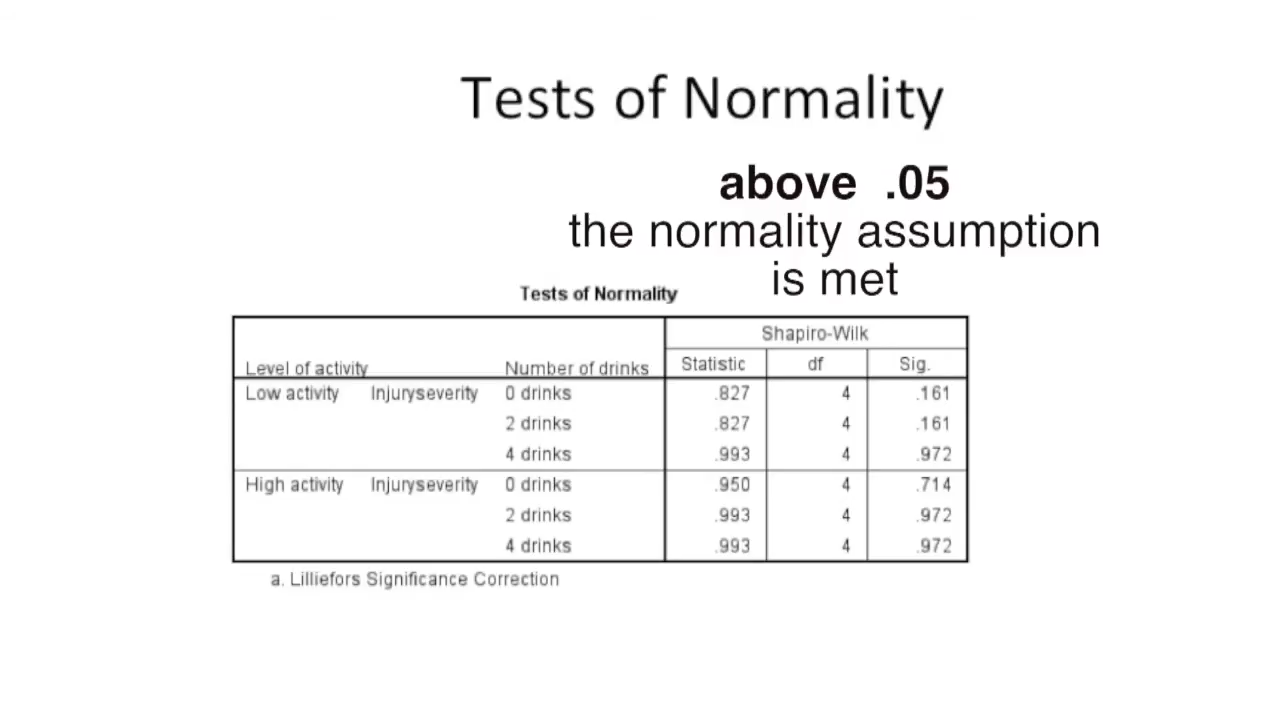 Tests of Normality
above .05
the normality assumption
is met
Tests of Normality
Shapiro-Wilk
Level of activity Number of drinks Statistic df Sig.
Low activity Injuryseverity 0 drinks .827 4 .161
2 drinks .827 4 .161
4 drinks .993 4 .972
High activity Injuryseverity 0 drinks .950 4 .714
2 drinks .993 4 .972
4 drinks .993 4 .972
a. Lilliefors Significance Correction